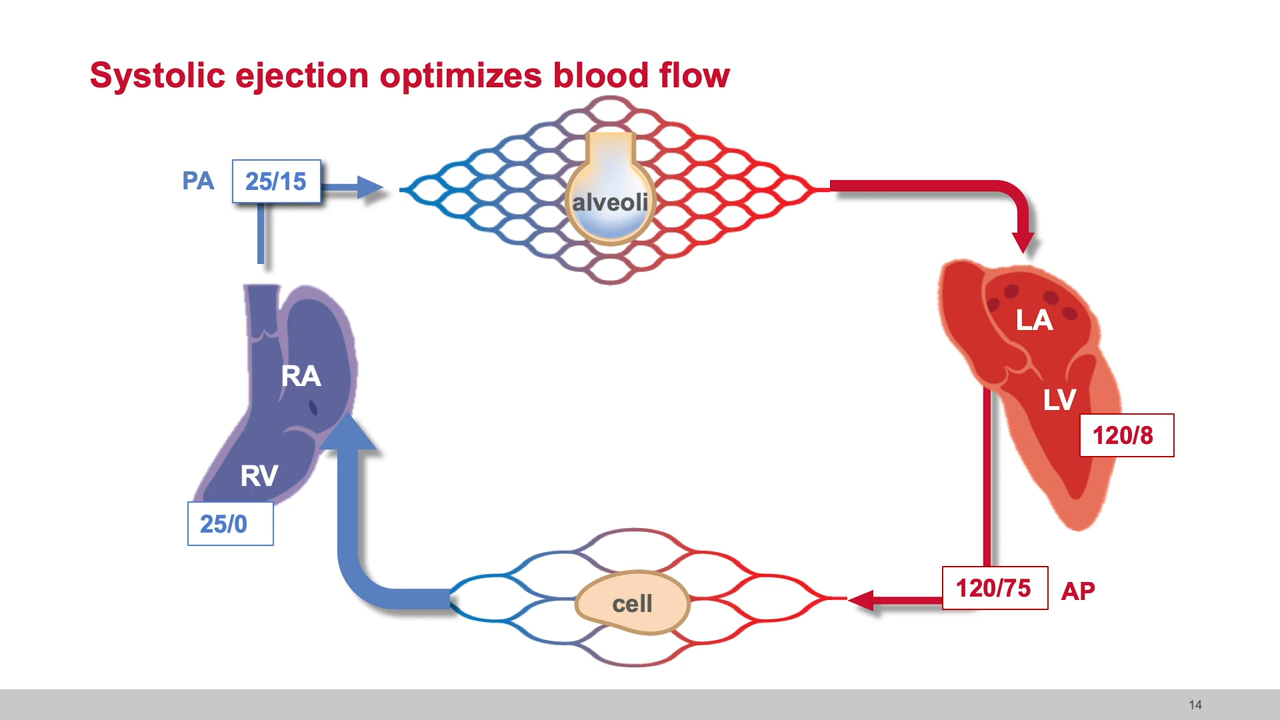 Systolic ejection optimizes blood flow
PA
25/15
alveoli
LA
RA
LV
120/8
RV
25/0
120/75
AP
cell
14